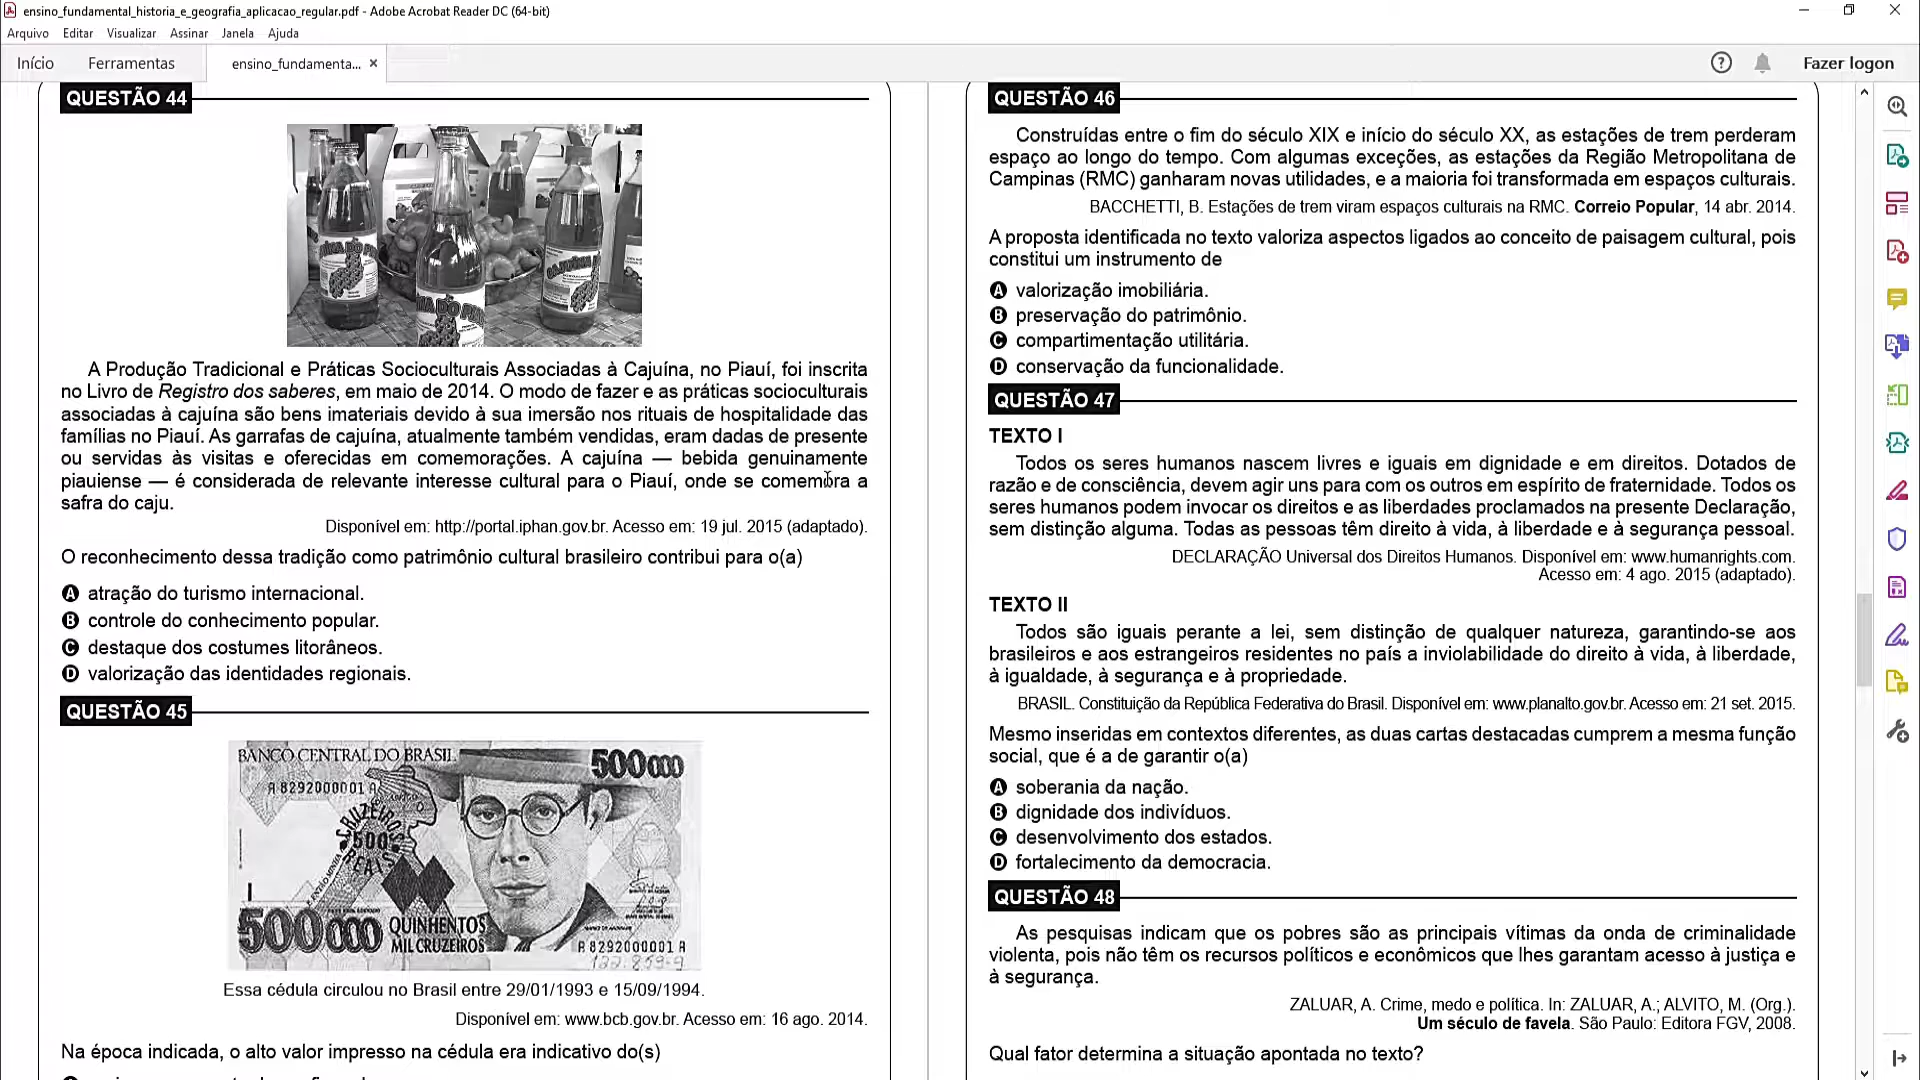 ensino_fundamental_historia_e_geografia_aplicacao_regular.pdf - Adobe Acrobat Reader DC (64-bit)
Arquivo Editar Visualizar Assinar Janela Ajuda
Início Ferramentas ensino_fundamenta... × Fazer logon
QUESTÃO 44
A Produção Tradicional e Práticas Socioculturais Associadas à Cajuína, no Piauí, foi inscrita
no Livro de Registro dos saberes, em maio de 2014. O modo de fazer e as práticas socioculturais
associadas à cajuína são bens imateriais devido à sua imersão nos rituais de hospitalidade das
famílias no Piauí. As garrafas de cajuína, atualmente também vendidas, eram dadas de presente
ou servidas às visitas e oferecidas em comemorações. A cajuína — bebida genuinamente
piauiense — é considerada de relevante interesse cultural para o Piauí, onde se comemora a
safra do caju.
Disponível em: http://portal.iphan.gov.br. Acesso em: 19 jul. 2015 (adaptado).
O reconhecimento dessa tradição como patrimônio cultural brasileiro contribui para o(a)
A atração do turismo internacional.
B controle do conhecimento popular.
C destaque dos costumes litorâneos.
D valorização das identidades regionais.
QUESTÃO 45
BANCO CENTRAL DO BRASIL
500000
A 8292000001 A
CRUZEIROS
500
REAIS
500000
QUINHENTOS
MIL CRUZEIROS
A 8292000001 A
Essa cédula circulou no Brasil entre 29/01/1993 e 15/09/1994.
Disponível em: www.bcb.gov.br. Acesso em: 16 ago. 2014.
Na época indicada, o alto valor impresso na cédula era indicativo do(s)
QUESTÃO 46
Construídas entre o fim do século XIX e início do século XX, as estações de trem perderam
espaço ao longo do tempo. Com algumas exceções, as estações da Região Metropolitana de
Campinas (RMC) ganharam novas utilidades, e a maioria foi transformada em espaços culturais.
BACCHETTI, B. Estações de trem viram espaços culturais na RMC. Correio Popular, 14 abr. 2014.
A proposta identificada no texto valoriza aspectos ligados ao conceito de paisagem cultural, pois
constitui um instrumento de
A valorização imobiliária.
B preservação do patrimônio.
C compartimentação utilitária.
D conservação da funcionalidade.
QUESTÃO 47
TEXTO I
Todos os seres humanos nascem livres e iguais em dignidade e em direitos. Dotados de
razão e de consciência, devem agir uns para com os outros em espírito de fraternidade. Todos os
seres humanos podem invocar os direitos e as liberdades proclamados na presente Declaração,
sem distinção alguma. Todas as pessoas têm direito à vida, à liberdade e à segurança pessoal.
DECLARAÇÃO Universal dos Direitos Humanos. Disponível em: www.humanrights.com.
Acesso em: 4 ago. 2015 (adaptado).
TEXTO II
Todos são iguais perante a lei, sem distinção de qualquer natureza, garantindo-se aos
brasileiros e aos estrangeiros residentes no país a inviolabilidade do direito à vida, à liberdade,
à igualdade, à segurança e à propriedade.
BRASIL. Constituição da República Federativa do Brasil. Disponível em: www.planalto.gov.br. Acesso em: 21 set. 2015.
Mesmo inseridas em contextos diferentes, as duas cartas destacadas cumprem a mesma função
social, que é a de garantir o(a)
A soberania da nação.
B dignidade dos indivíduos.
C desenvolvimento dos estados.
D fortalecimento da democracia.
QUESTÃO 48
As pesquisas indicam que os pobres são as principais vítimas da onda de criminalidade
violenta, pois não têm os recursos políticos e econômicos que lhes garantam acesso à justiça e
à segurança.
ZALUAR, A. Crime, medo e política. In: ZALUAR, A.; ALVITO, M. (Org.).
Um século de favela. São Paulo: Editora FGV, 2008.
Qual fator determina a situação apontada no texto?